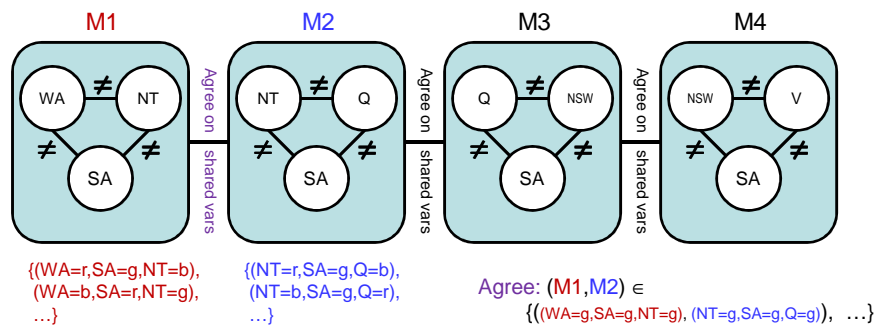 M1 M2 M3 M4
WA ≠ NT
≠ ≠
SA
Agree on
shared vars
NT ≠ Q
≠ ≠
SA
Agree on
shared vars
Q ≠ NSW
≠ ≠
SA
Agree on
shared vars
NSW ≠ V
≠ ≠
SA
{(WA=r,SA=g,NT=b),
(WA=b,SA=r,NT=g),
…}
{(NT=r,SA=g,Q=b),
(NT=b,SA=g,Q=r),
…}
Agree: (M1,M2) ∈
{((WA=g,SA=g,NT=g), (NT=g,SA=g,Q=g)), …}